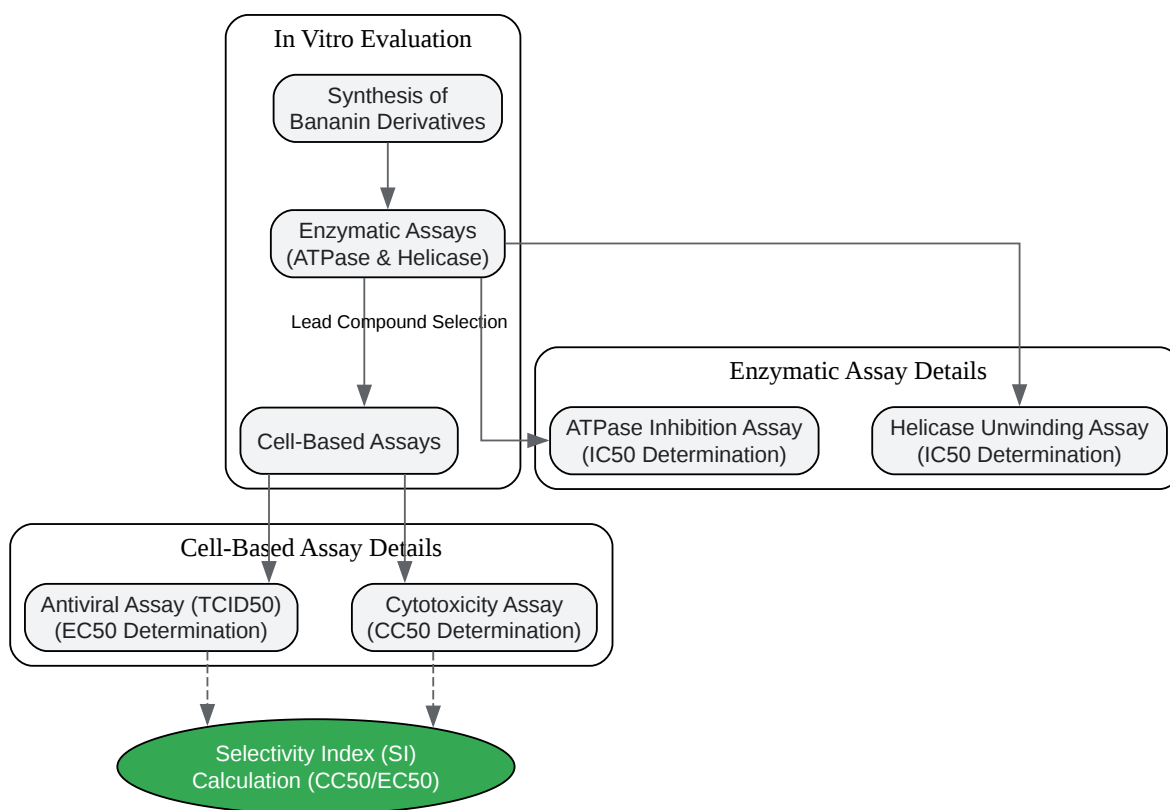 In Vitro Evaluation
Synthesis of
Bananin Derivatives
Enzymatic Assays
(ATPase & Helicase)
Lead Compound Selection
Cell-Based Assays
Enzymatic Assay Details
ATPase Inhibition Assay
(IC50 Determination)
Helicase Unwinding Assay
(IC50 Determination)
Cell-Based Assay Details
Antiviral Assay (TCID50)
(EC50 Determination)
Cytotoxicity Assay
(CC50 Determination)
Selectivity Index (SI)
Calculation (CC50/EC50)